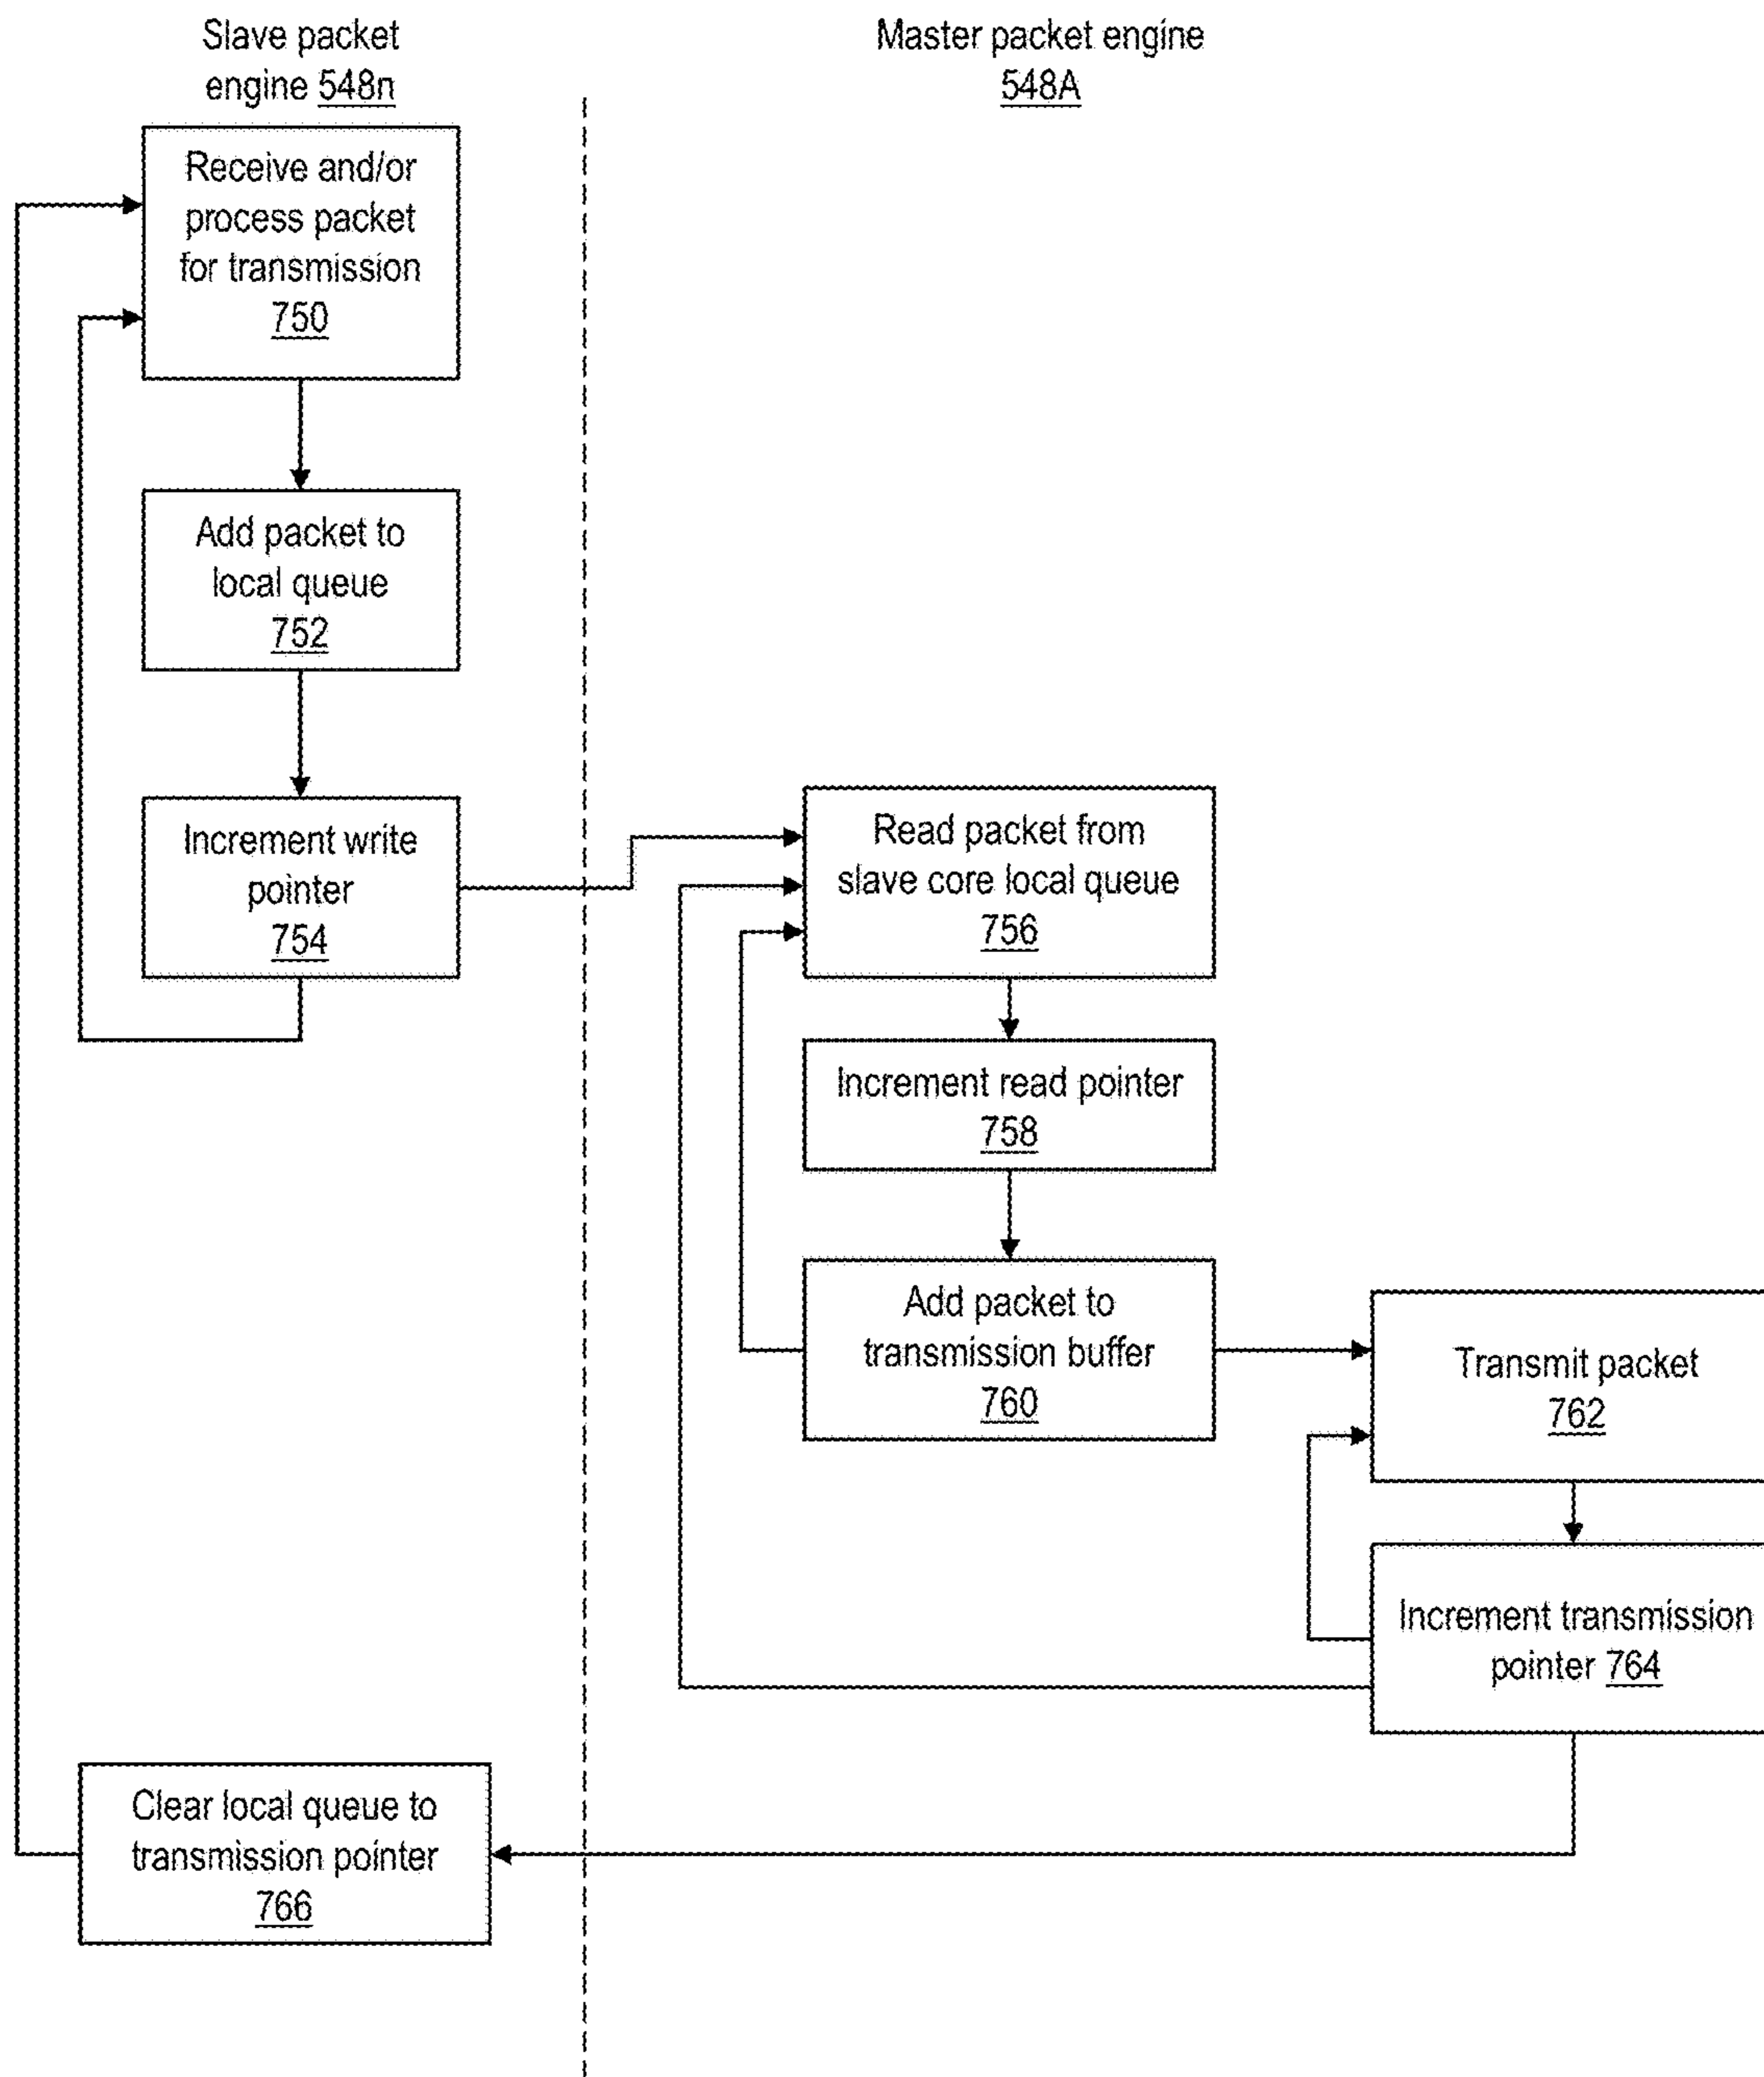 Slave packet
engine 548n
Master packet engine
548A
Receive and/or
process packet
for transmission
750
Add packet to
local queue
752
Increment write
pointer
754
Read packet from
slave core local queue
756
Increment read pointer
758
Add packet to
transmission buffer
760
Transmit packet
762
Increment transmission
pointer 764
Clear local queue to
transmission pointer
766